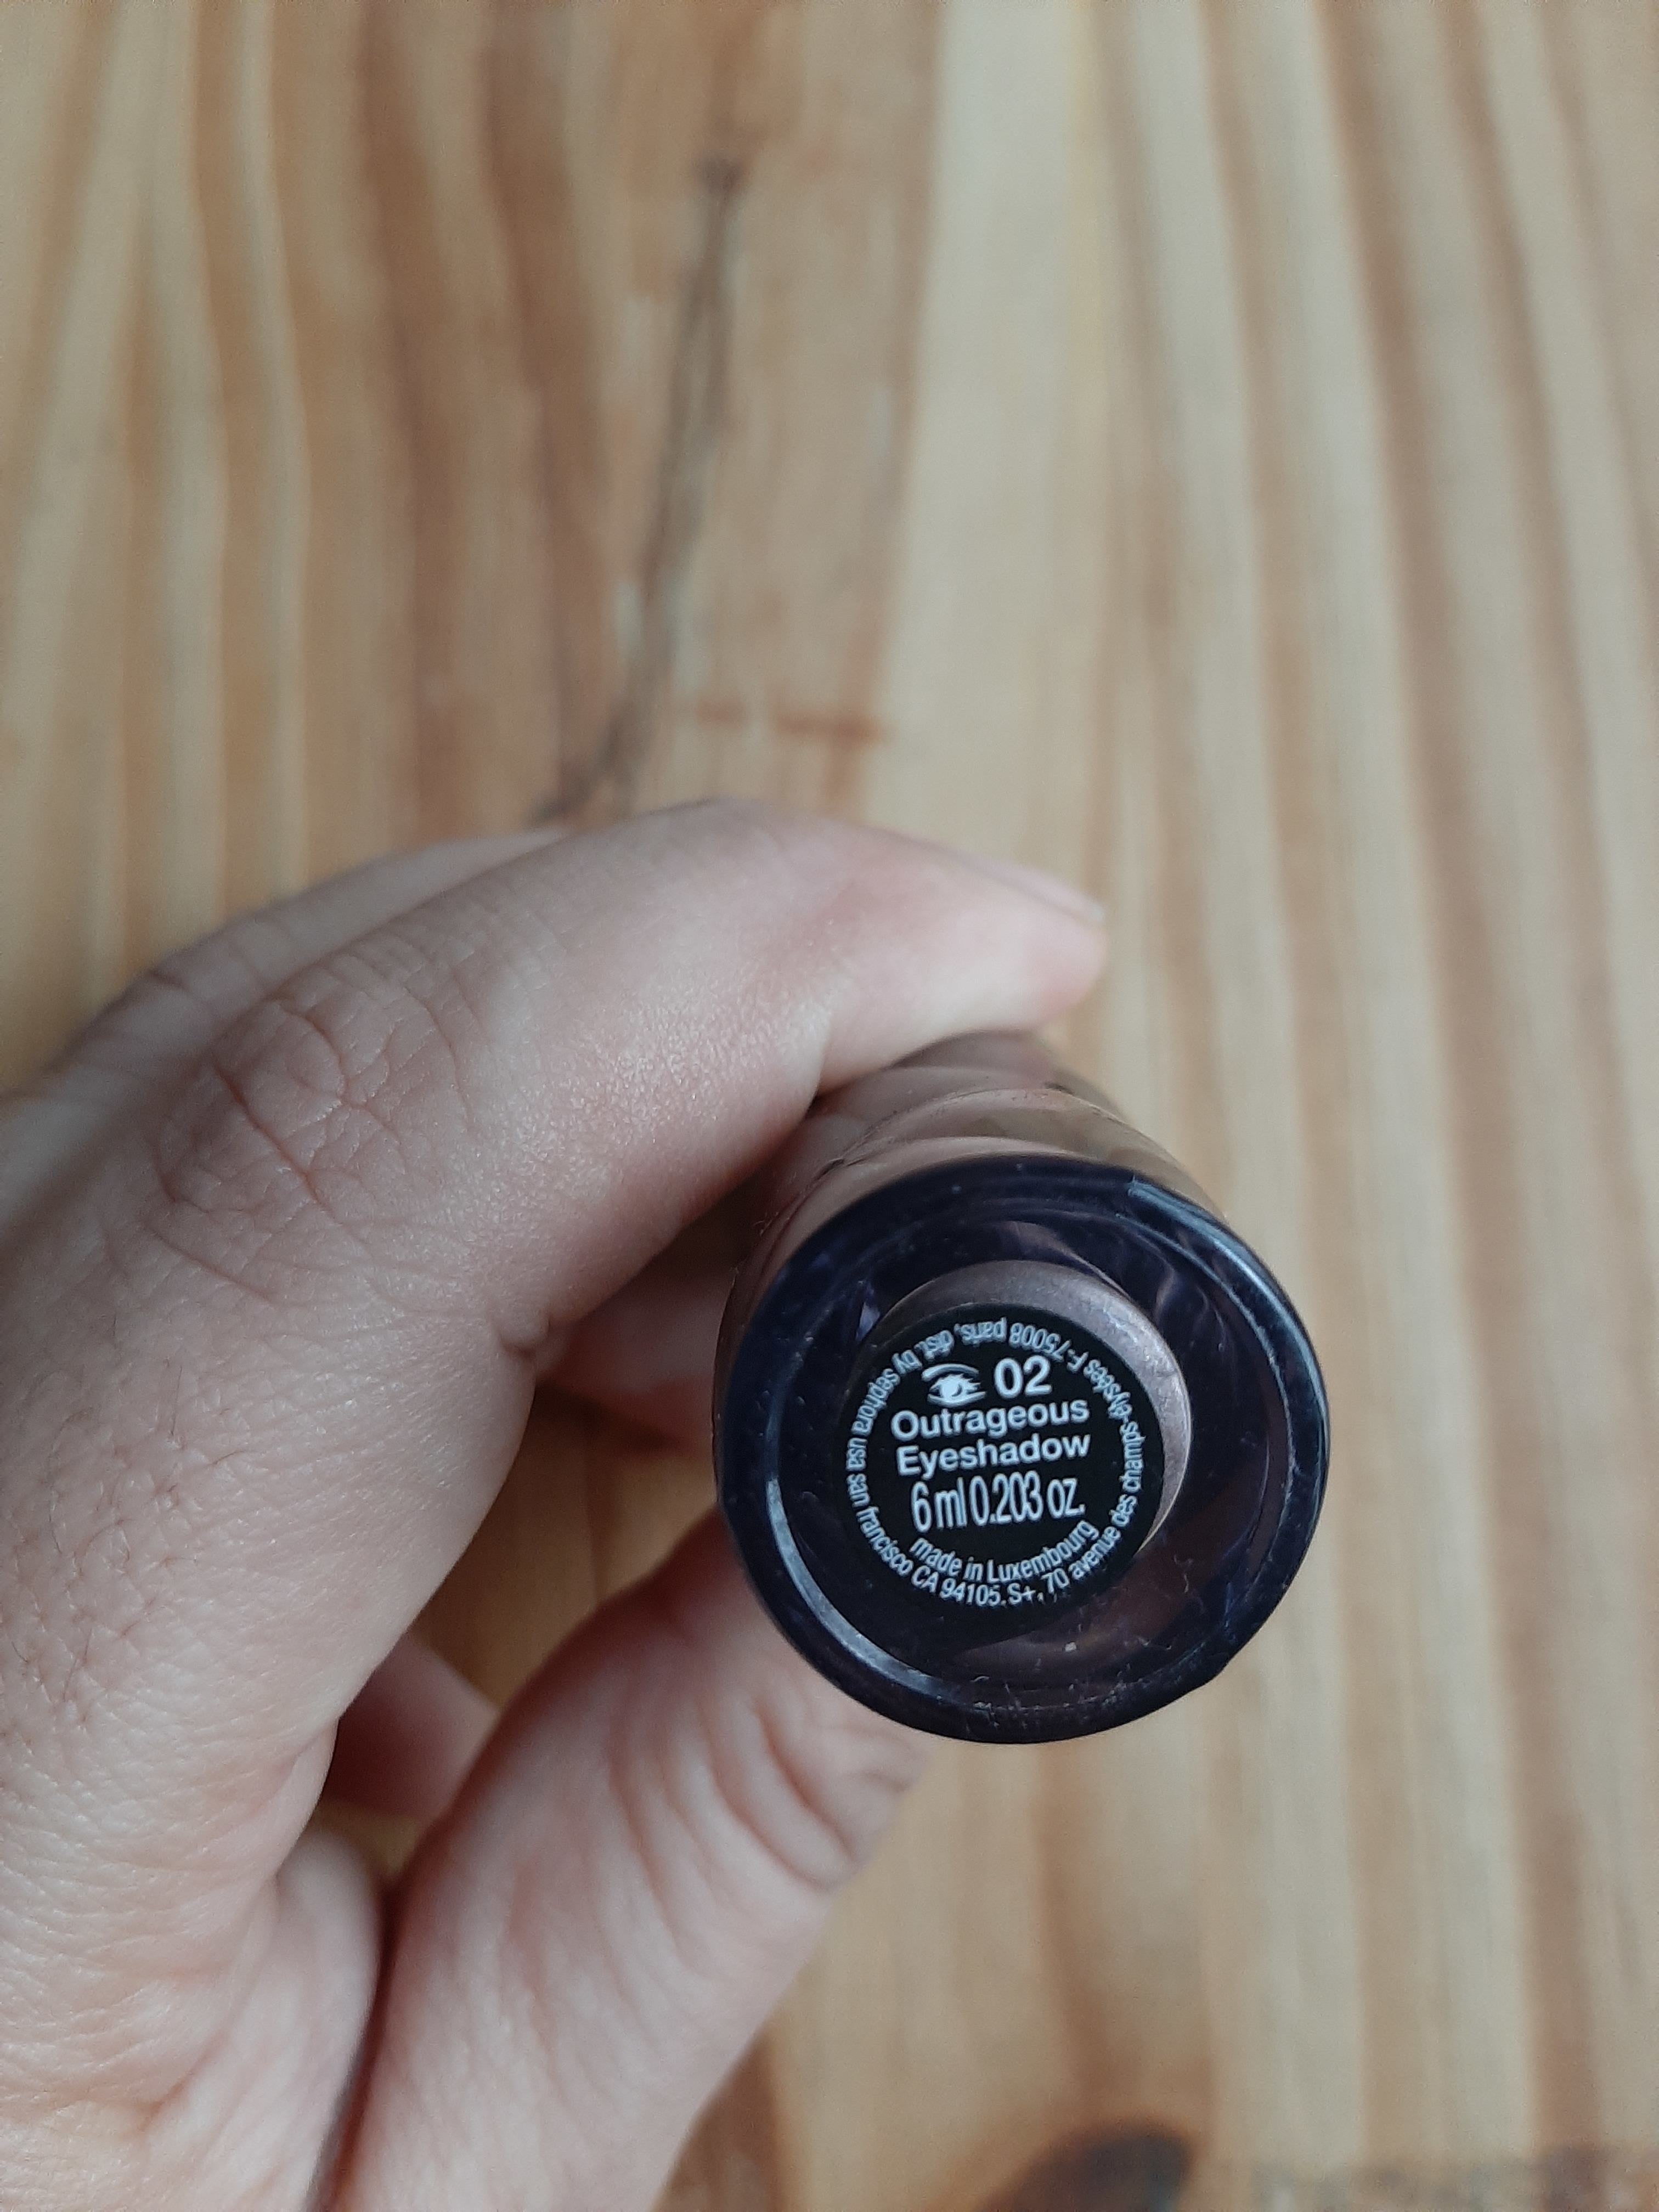 02
Outrageous
Eyeshadow
6 ml 0.203 oz.
made in Luxembourg
dist. by sephora usa san francisco CA 94105. S+, 70 avenue des champs-élysées F-75008 paris,